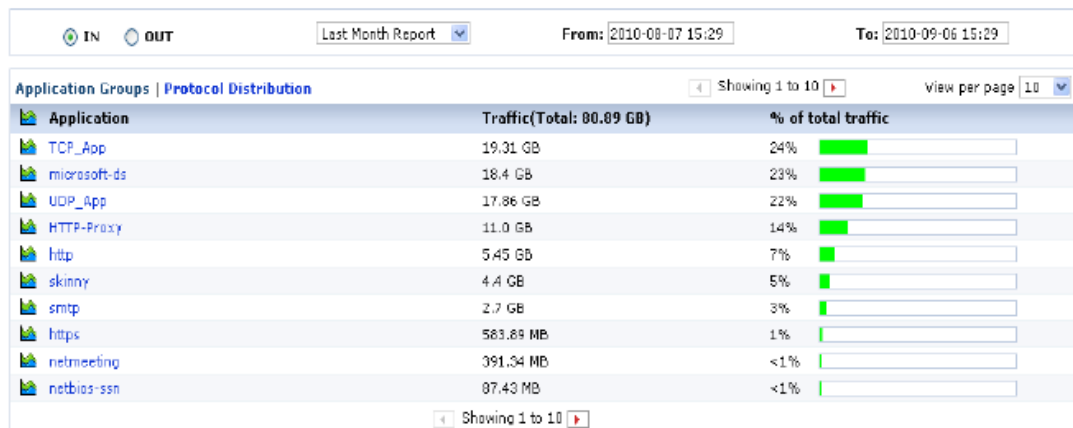 IN OUT Last Month Report From: 2010-08-07 15:29 To: 2010-09-06 15:29
Application Groups | Protocol Distribution Showing 1 to 10 View per page 10
Application Traffic(Total: 80.89 GB) % of total traffic
TCP_App 19.31 GB 24%
microsoft-ds 18.4 GB 23%
UDP_App 17.86 GB 22%
HTTP-Proxy 11.0 GB 14%
http 5.45 GB 7%
skinny 4.4 GB 5%
smtp 2.7 GB 3%
https 583.89 MB 1%
netmeeting 391.34 MB <1%
netbios-ssn 87.43 MB <1%
Showing 1 to 10